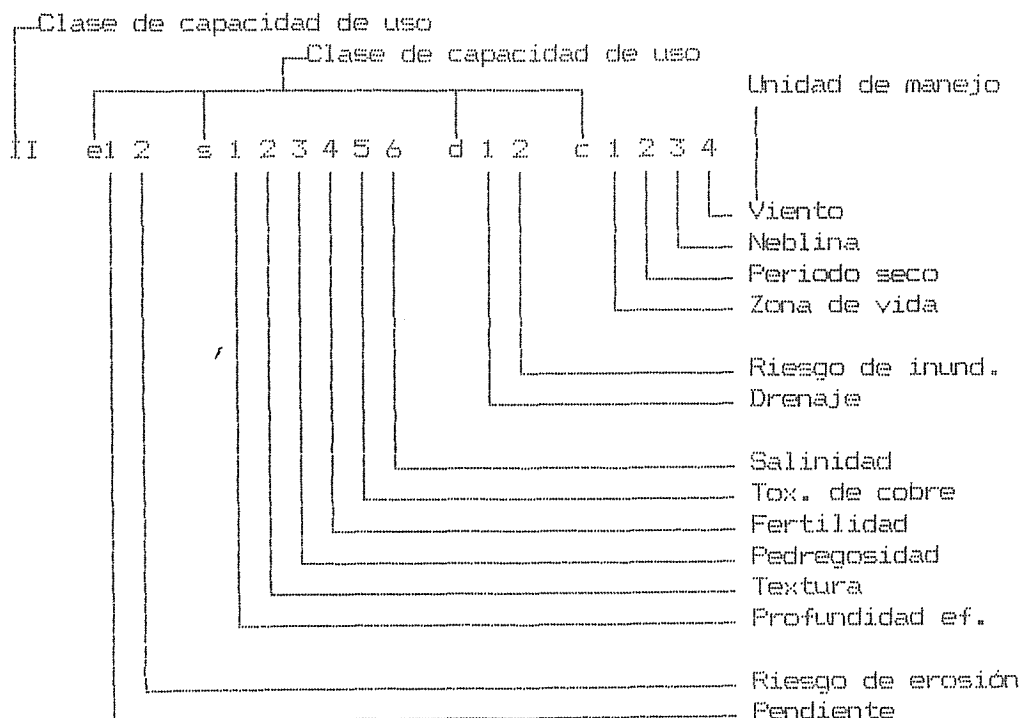 Clase de capacidad de uso
Clase de capacidad de uso
Unidad de manejo
II e1 2 s 1 2 3 4 5 6 d 1 2 c 1 2 3 4
Viento
Neblina
Periodo seco
Zona de vida
Riesgo de inund.
Drenaje
Salinidad
Tox. de cobre
Fertilidad
Pedregosidad
Textura
Profundidad ef.
Riesgo de erosión
Pendiente